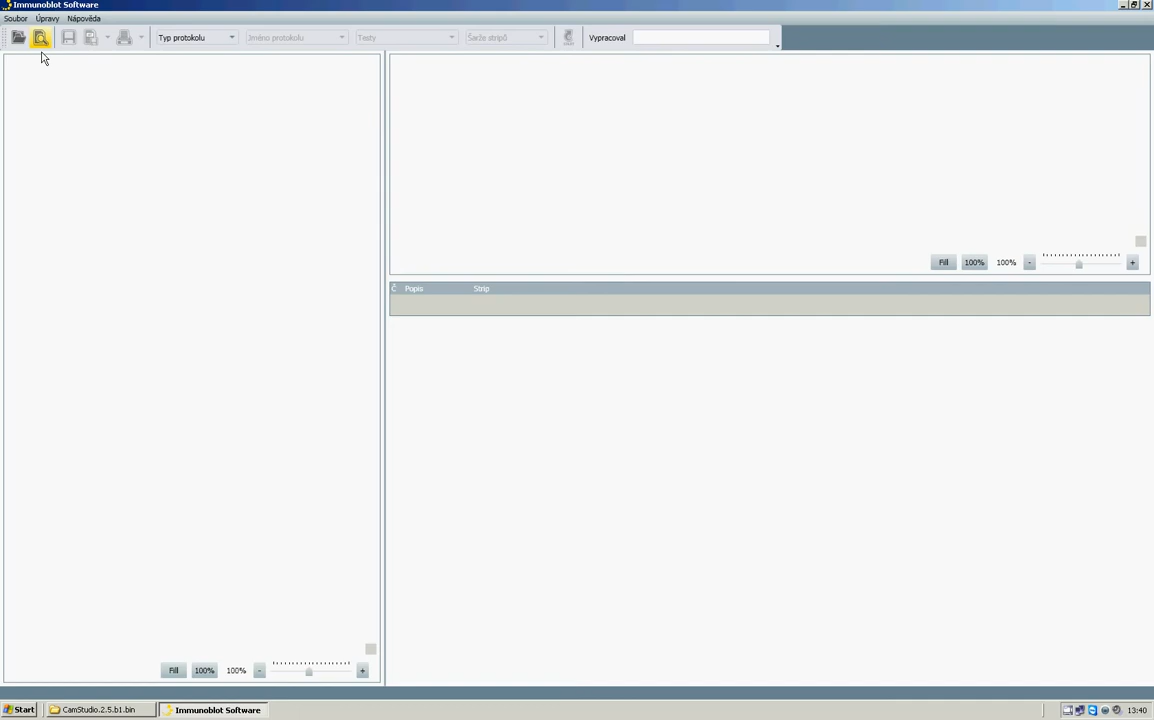 Immunoblot Software
Soubor Úpravy Nápověda
Typ protokolu Jméno protokolu Testy Šarže stripů Vypracoval
Fill 100% 100% - +
Č Popis Strip
Fill 100% 100% - +
Start CamStudio.2.5.b1.bin Immunoblot Software 13:40